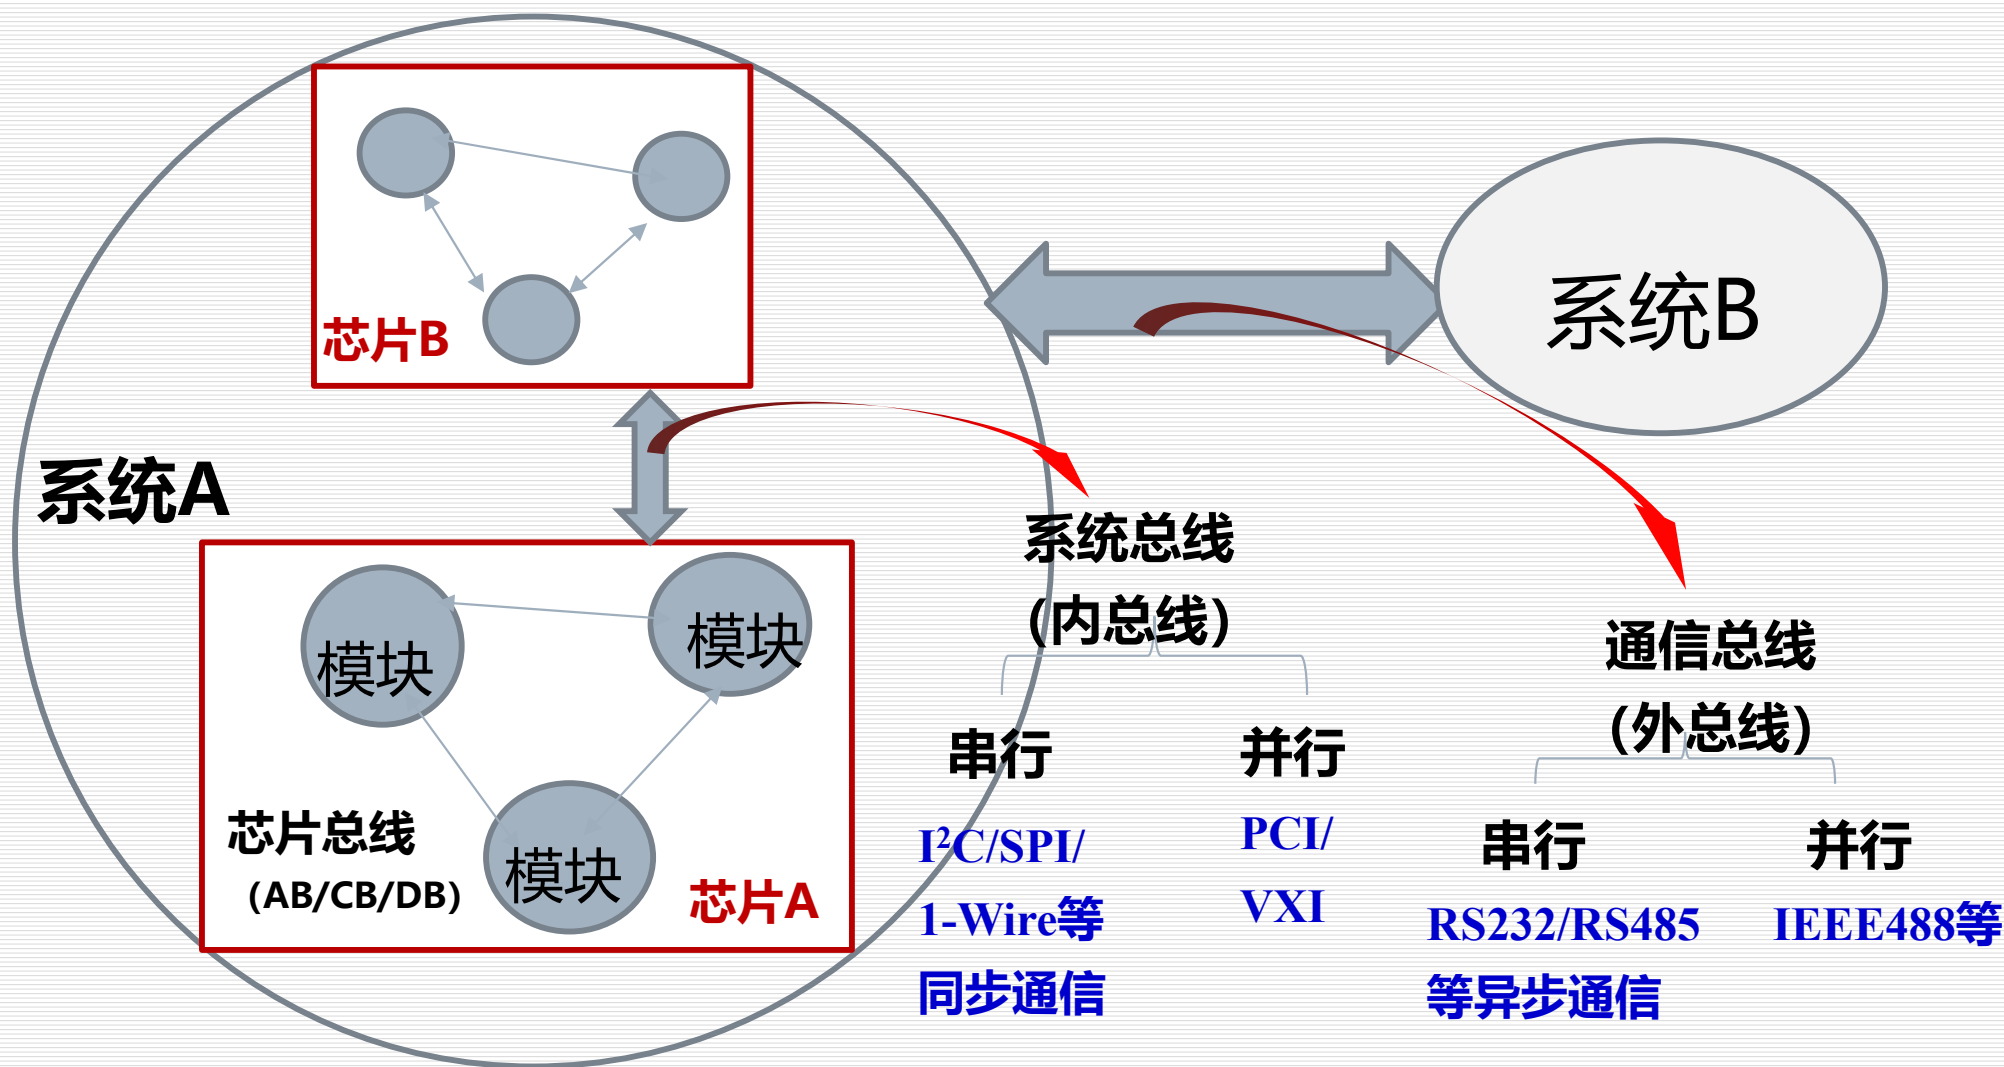 芯片B
系统B
系统A
系统总线
（内总线）
模块
模块
通信总线
（外总线）
串行
并行
芯片总线
（AB/CB/DB）
模块
芯片A
I²C/SPI/
1-Wire等
同步通信
PCI/
VXI
串行
并行
RS232/RS485
等异步通信
IEEE488等